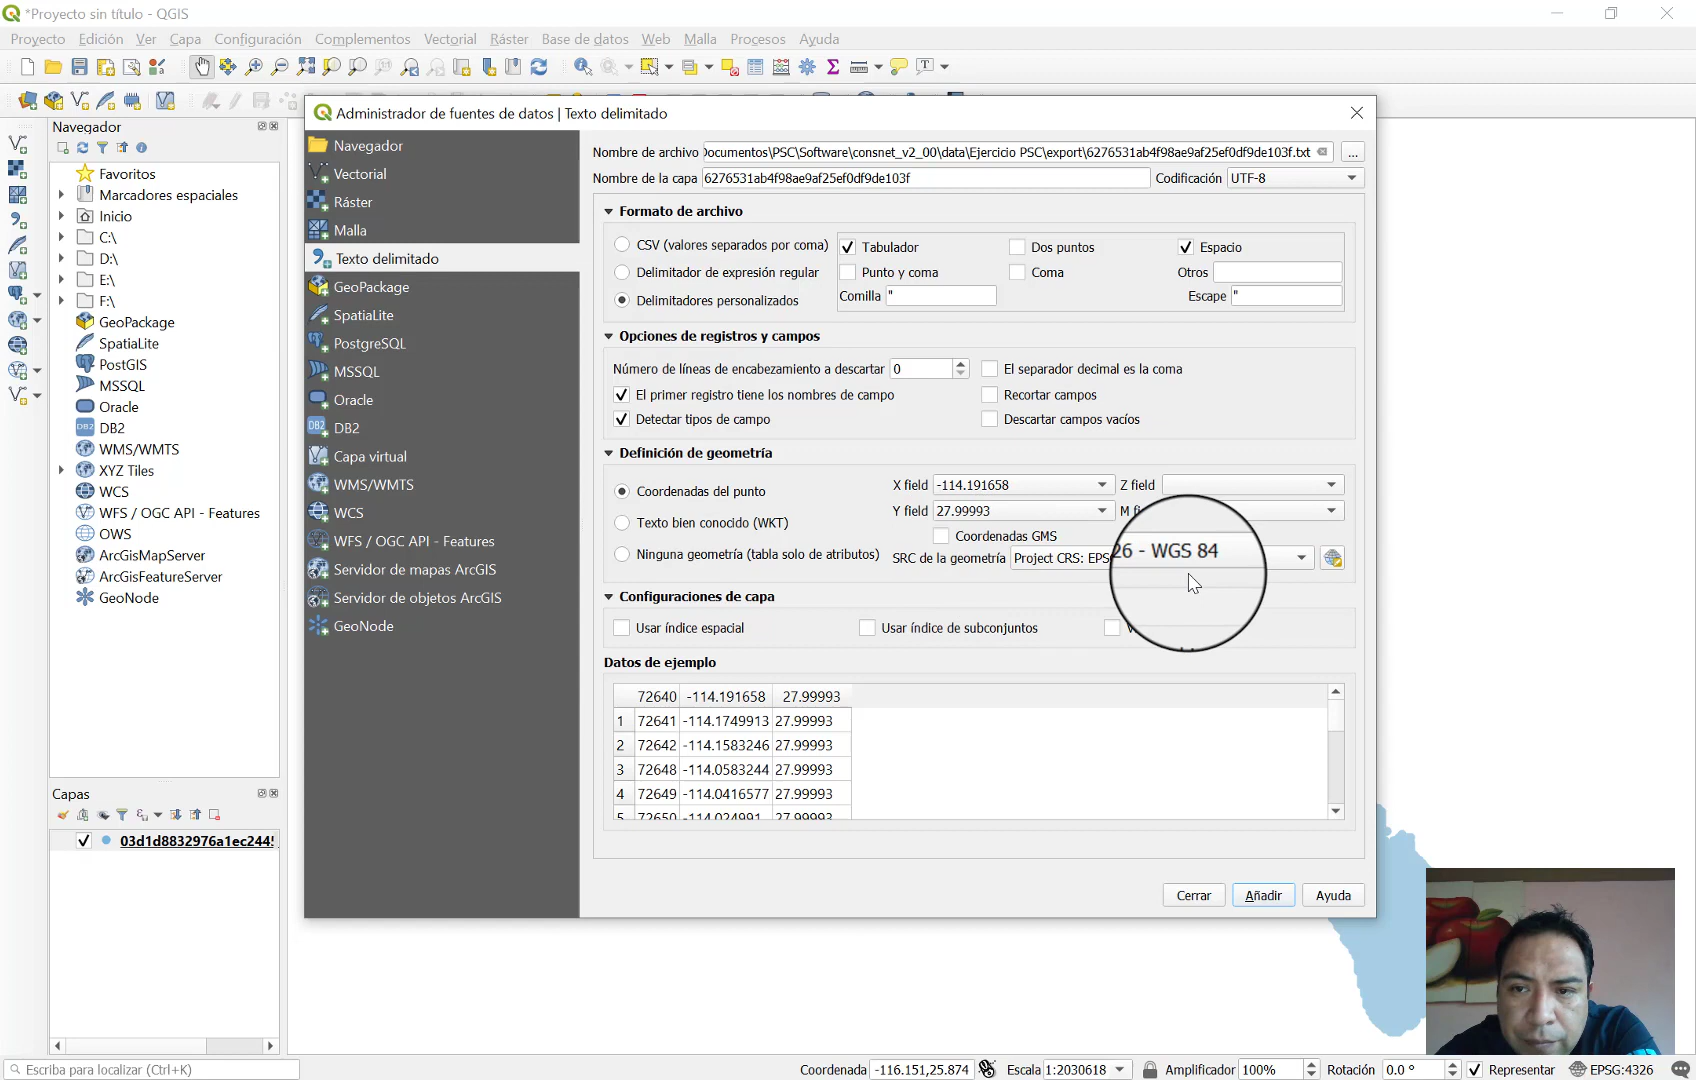 *Proyecto sin título - QGIS
Proyecto Edición Ver Capa Configuración Complementos Vectorial Ráster Base de datos Web Malla Procesos Ayuda
Navegador
Favoritos
Marcadores espaciales
Inicio
C:\
D:\
E:\
F:\
GeoPackage
SpatiaLite
PostGIS
MSSQL
Oracle
DB2
WMS/WMTS
XYZ Tiles
WCS
WFS / OGC API - Features
OWS
ArcGisMapServer
ArcGisFeatureServer
GeoNode
Capas
03d1d8832976a1ec244
Administrador de fuentes de datos | Texto delimitado
Navegador
Vectorial
Ráster
Malla
Texto delimitado
GeoPackage
SpatiaLite
PostgreSQL
MSSQL
Oracle
DB2
Capa virtual
WMS/WMTS
WCS
WFS / OGC API - Features
Servidor de mapas ArcGIS
Servidor de objetos ArcGIS
GeoNode
Nombre de archivo ocumentos\PSC\Software\consnet_v2_00\data\Ejercicio PSC\export\6276531ab4f98ae9af25ef0df9de103f.txt ...
Nombre de la capa 6276531ab4f98ae9af25ef0df9de103f Codificación UTF-8
Formato de archivo
CSV (valores separados por coma) Tabulador Dos puntos Espacio
Delimitador de expresión regular Punto y coma Coma Otros
Delimitadores personalizados Comilla " Escape "
Opciones de registros y campos
Número de líneas de encabezamiento a descartar 0 El separador decimal es la coma
El primer registro tiene los nombres de campo Recortar campos
Detectar tipos de campo Descartar campos vacíos
Definición de geometría
Coordenadas del punto X field -114.191658 Z field
Y field 27.99993 M
Texto bien conocido (WKT) Coordenadas GMS
Ninguna geometría (tabla solo de atributos) SRC de la geometría Project CRS: EPS 26 - WGS 84
Configuraciones de capa
Usar índice espacial Usar índice de subconjuntos
Datos de ejemplo
72640 -114.191658 27.99993
1 72641 -114.1749913 27.99993
2 72642 -114.1583246 27.99993
3 72648 -114.0583244 27.99993
4 72649 -114.0416577 27.99993
5 72650 -114.024991 27.99993
Cerrar Añadir Ayuda
Escriba para localizar (Ctrl+K) Coordenada -116.151,25.874 Escala 1:2030618 Amplificador 100% Rotación 0.0 ° Representar EPSG:4326